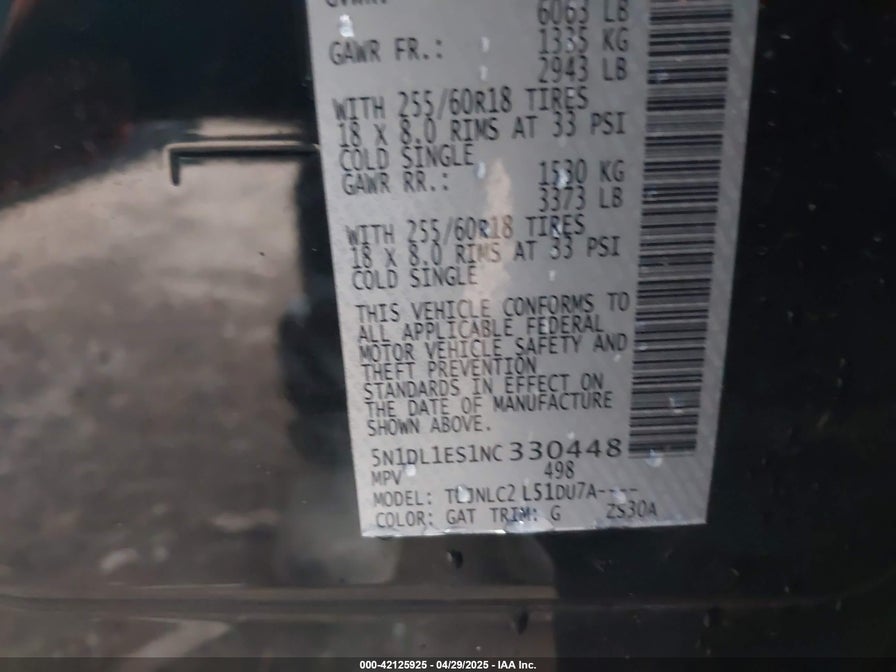 6063 LB
GAWR FR.: 1335 KG
2943 LB
WITH 255/60R18 TIRES
18 X 8.0 RIMS AT 33 PSI
COLD SINGLE
GAWR RR.: 1530 KG
3373 LB
WITH 255/60R18 TIRES
18 X 8.0 RIMS AT 33 PSI
COLD SINGLE
THIS VEHICLE CONFORMS TO
ALL APPLICABLE FEDERAL
MOTOR VEHICLE SAFETY AND
THEFT PREVENTION
STANDARDS IN EFFECT ON
THE DATE OF MANUFACTURE
SHOWN ABOVE.
5N1DL1ES1NC330448
MPV 498
MODEL: L51DU7A----
COLOR: GAT TRIM: G ZS30A
000-42125925 - 04/29/2025 - IAA Inc.